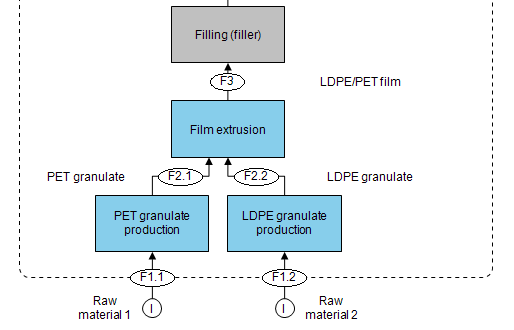 Filling (filler)
F3
LDPE/PET film
Film extrusion
PET granulate
F2.1
F2.2
LDPE granulate
PET granulate
production
LDPE granulate
production
F1.1
F1.2
Raw
material 1
I
I
Raw
material 2